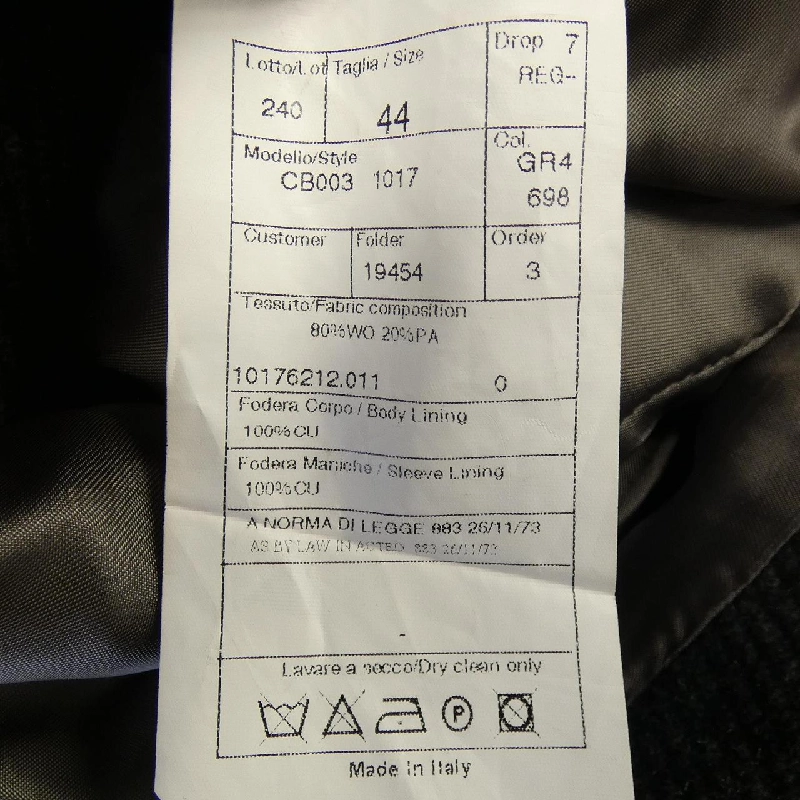 Lotto/Lot Taglia / Size Drop 7
REG-
240 44
Modello/Style Col.
CB003 1017 GR4
698
Customer Folder Order
19454 3
Tessuto/Fabric composition
80%WO 20%PA
10176212.011 0
Fodera Corpo / Body Lining
100%CU
Fodera Maniche / Sleeve Lining
100%CU
A NORMA DI LEGGE 883 26/11/73
AS BY LAW IN ACTED 883 26/11/73
-
Lavare a secco/Dry clean only
P
Made in Italy